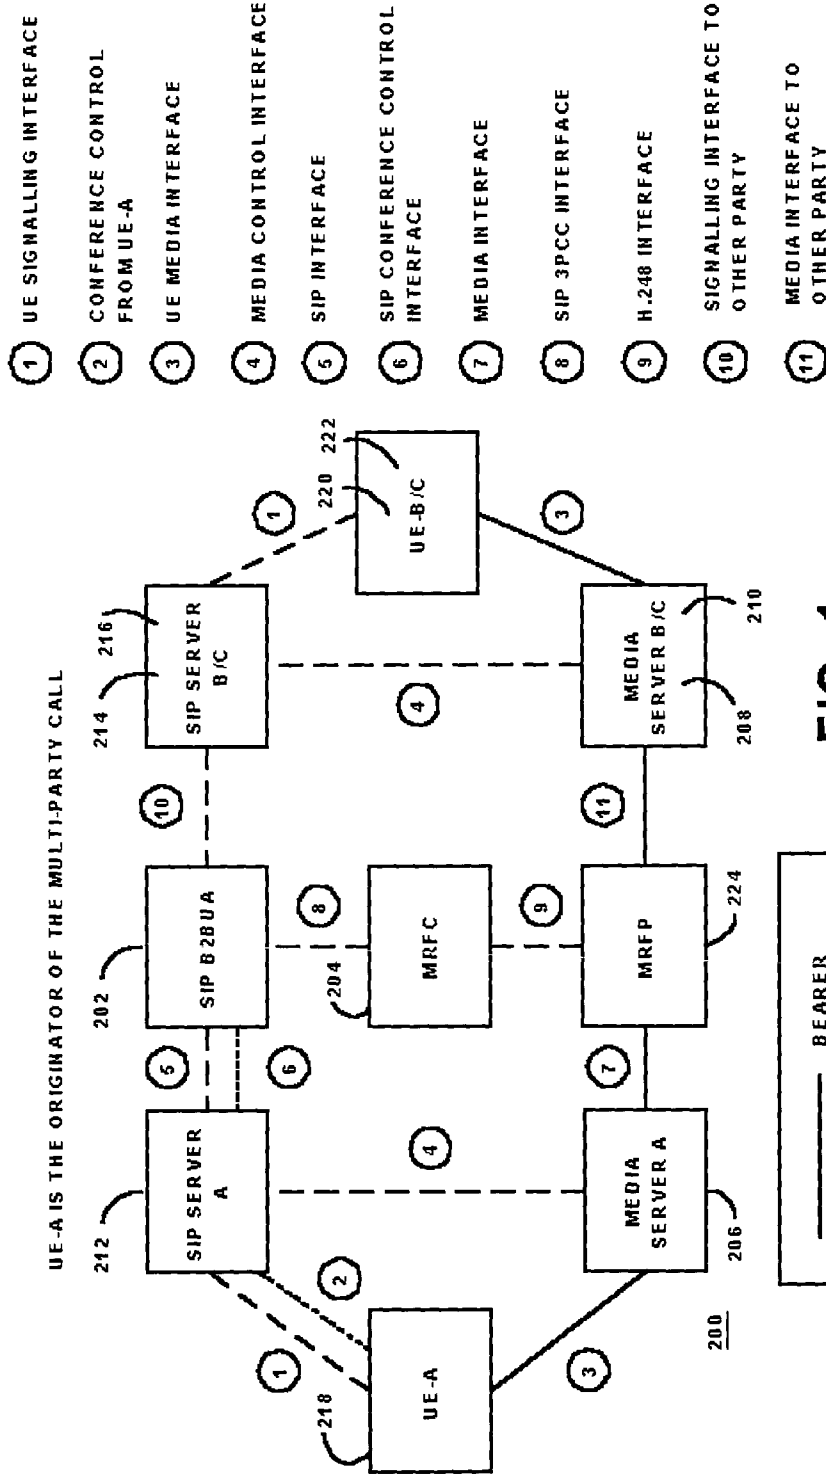 UE-A IS THE ORIGINATOR OF THE MULTI-PARTY CALL
212
202
214
216
SIP SERVER
A
5
SIP B2BUA
10
SIP SERVER
B/C
1
2
6
8
1
218
UE-A
4
204
MRFC
4
220
222
UE-B/C
3
9
3
MEDIA
SERVER A
7
MRFP
11
MEDIA
SERVER B/C
206
224
208
210
200
BEARER
1 UE SIGNALLING INTERFACE
2 CONFERENCE CONTROL
FROM UE-A
3 UE MEDIA INTERFACE
4 MEDIA CONTROL INTERFACE
5 SIP INTERFACE
6 SIP CONFERENCE CONTROL
INTERFACE
7 MEDIA INTERFACE
8 SIP 3PCC INTERFACE
9 H.248 INTERFACE
10 SIGNALLING INTERFACE TO
OTHER PARTY
11 MEDIA INTERFACE TO
OTHER PARTY